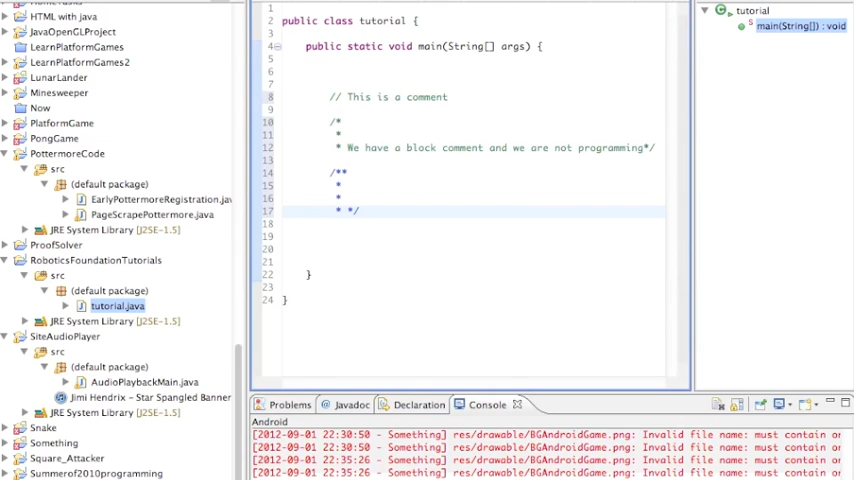 HomeTasks
HTML with java
JavaOpenGLProject
LearnPlatformGames
LearnPlatformGames2
LunarLander
Minesweeper
Now
PlatformGame
PongGame
PottermoreCode
src
(default package)
EarlyPottermoreRegistration.jav
PageScrapePottermore.java
JRE System Library [J2SE-1.5]
ProofSolver
RoboticsFoundationTutorials
src
(default package)
tutorial.java
JRE System Library [J2SE-1.5]
SiteAudioPlayer
src
(default package)
AudioPlaybackMain.java
Jimi Hendrix - Star Spangled Banner
JRE System Library [J2SE-1.5]
Snake
Something
Square_Attacker
Summerof2010programming
1
2 public class tutorial {
3
4 public static void main(String[] args) {
5
6
7
8 // This is a comment
9
10 /*
11 *
12 * We have a block comment and we are not programming*/
13
14 /**
15 *
16 *
17 * */
18
19
20
21
22 }
23
24 }
tutorial
main(String[]) : void
Problems Javadoc Declaration Console
Android
[2012-09-01 22:30:50 - Something] res/drawable/BGAndroidGame.png: Invalid file name: must contain or
[2012-09-01 22:30:50 - Something] res/drawable/BGAndroidGame.png: Invalid file name: must contain or
[2012-09-01 22:35:26 - Something] res/drawable/BGAndroidGame.png: Invalid file name: must contain or
[2012-09-01 22:35:26 - Something] res/drawable/BGAndroidGame.png: Invalid file name: must contain or